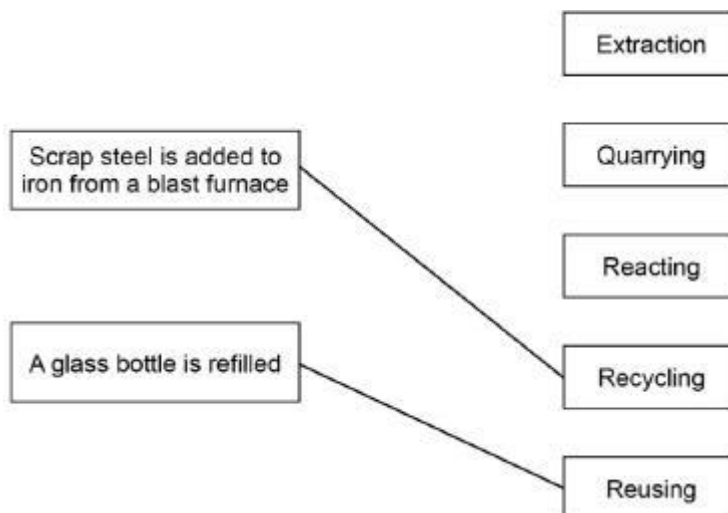 Extraction
Scrap steel is added to
iron from a blast furnace
Quarrying
Reacting
A glass bottle is refilled
Recycling
Reusing